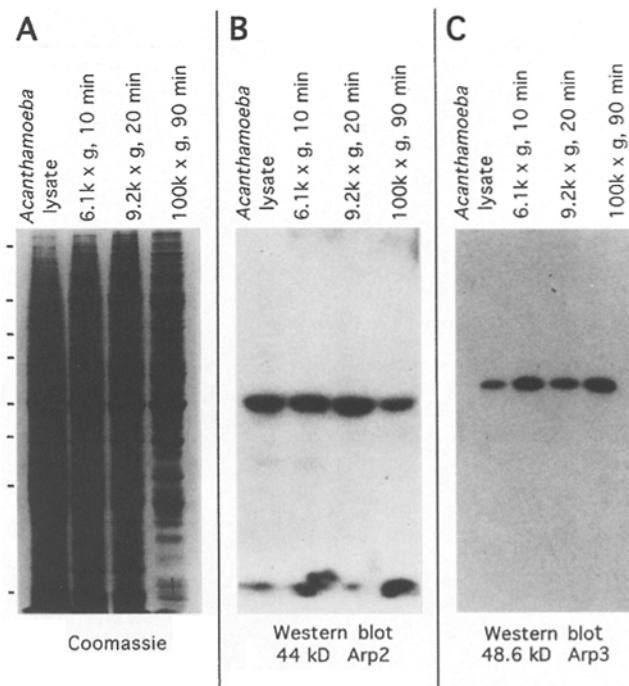 A
Acanthamoeba
lysate
6.1k x g, 10 min
9.2k x g, 20 min
100k x g, 90 min
Coomassie
B
Acanthamoeba
lysate
6.1k x g, 10 min
9.2k x g, 20 min
100k x g, 90 min
Western blot
44 kD Arp2
C
Acanthamoeba
lysate
6.1k x g, 10 min
9.2k x g, 20 min
100k x g, 90 min
Western blot
48.6 kD Arp3